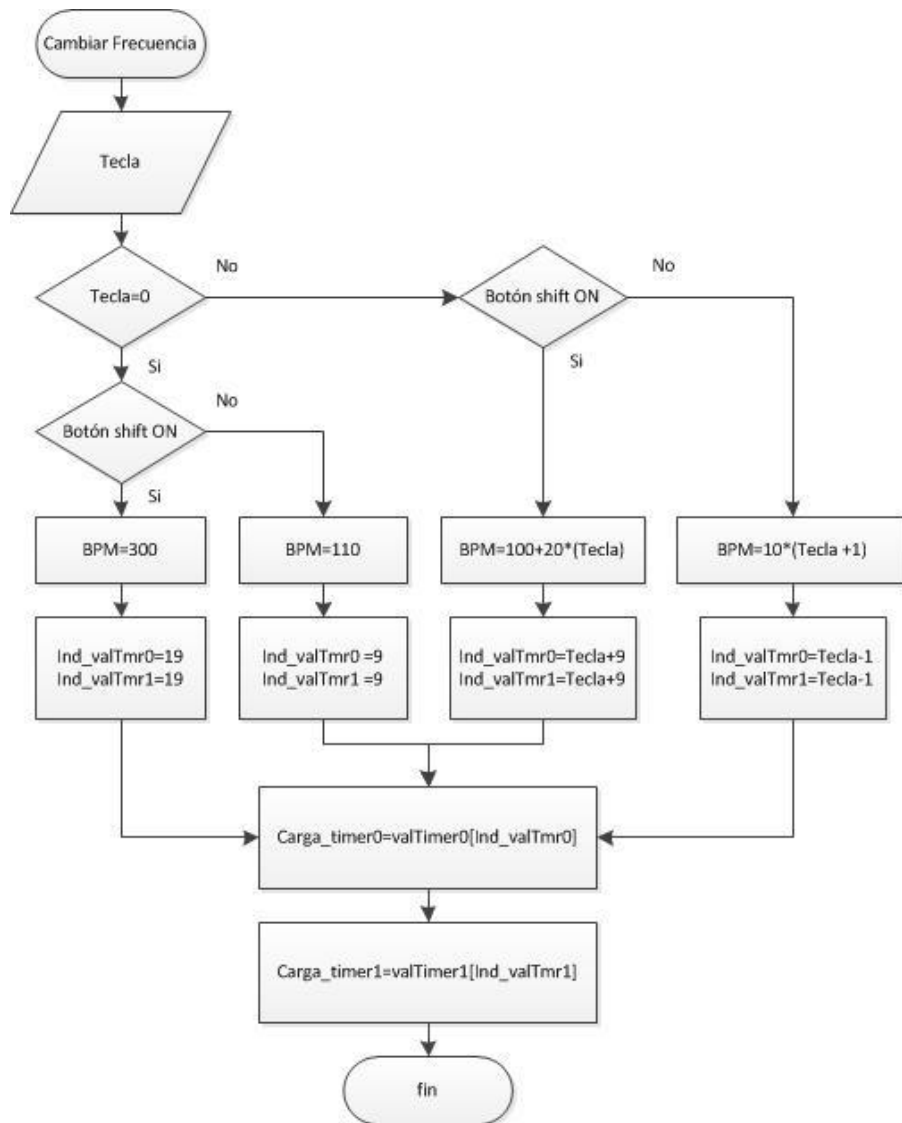 Cambiar Frecuencia
Tecla
Tecla=0
No
Botón shift ON
No
Si
Si
Botón shift ON
No
Si
BPM=300
BPM=110
BPM=100+20*(Tecla)
BPM=10*(Tecla +1)
Ind_valTmr0=19
Ind_valTmr1=19
Ind_valTmr0 =9
Ind_valTmr1 =9
Ind_valTmr0=Tecla+9
Ind_valTmr1=Tecla+9
Ind_valTmr0=Tecla-1
Ind_valTmr1=Tecla-1
Carga_timer0=valTimer0[Ind_valTmr0]
Carga_timer1=valTimer1[Ind_valTmr1]
fin